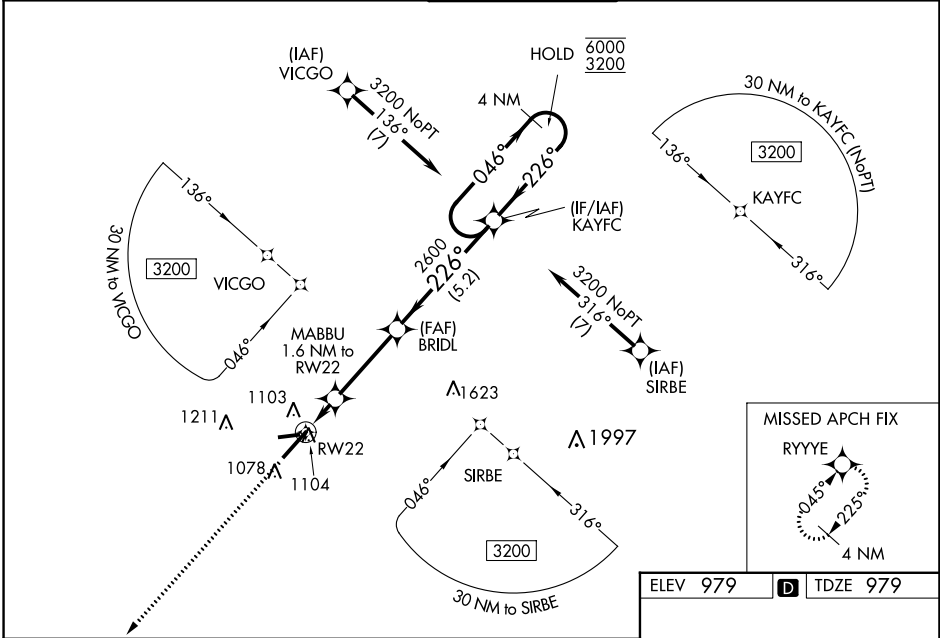 (IAF)
VICGO
3200 NoPT
136°
(7)
HOLD 6000
3200
4 NM
046°
226°
(IF/IAF)
KAYFC
30 NM to KAYFC (NoPT)
136°
3200
KAYFC
316°
136°
30 NM to VICGO
3200
VICGO
046°
2600
226°
(5.2)
3200 NoPT
316°
(7)
(IAF)
SIRBE
(FAF)
BRIDL
MABBU
1.6 NM to
RW22
1103
1211
RW22
1078
1104
1623
1997
SIRBE
046°
316°
3200
30 NM to SIRBE
MISSED APCH FIX
RYYYE
045°
225°
4 NM
ELEV 979 D TDZE 979